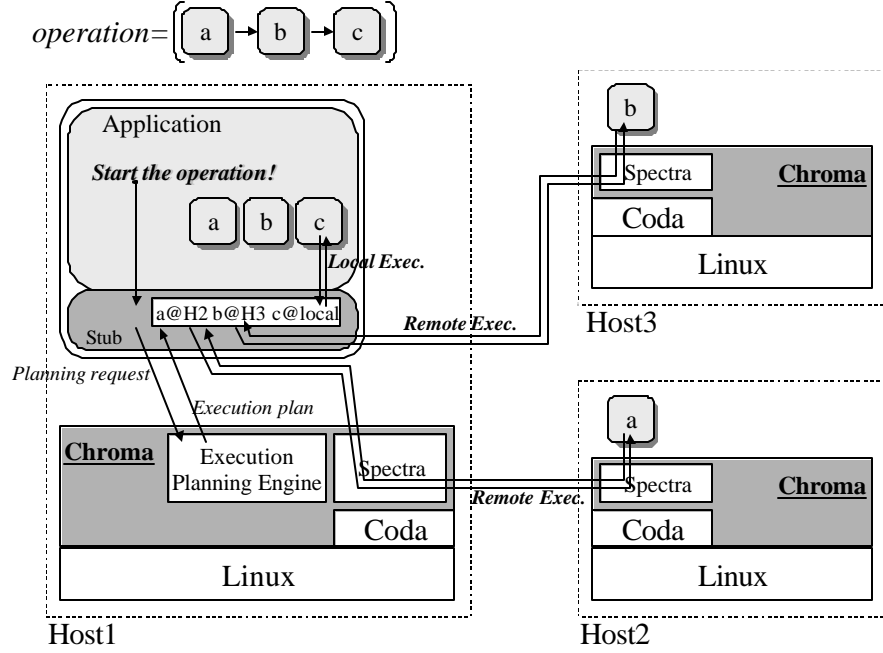 operation= a b c
Application
Start the operation!
a b c
Local Exec.
a@H2 b@H3 c@local
Stub
Planning request
Execution plan
Chroma
Execution
Planning Engine
Spectra
Coda
Linux
Host1
Remote Exec.
b
Spectra
Chroma
Coda
Linux
Host3
Remote Exec.
a
Spectra
Chroma
Coda
Linux
Host2